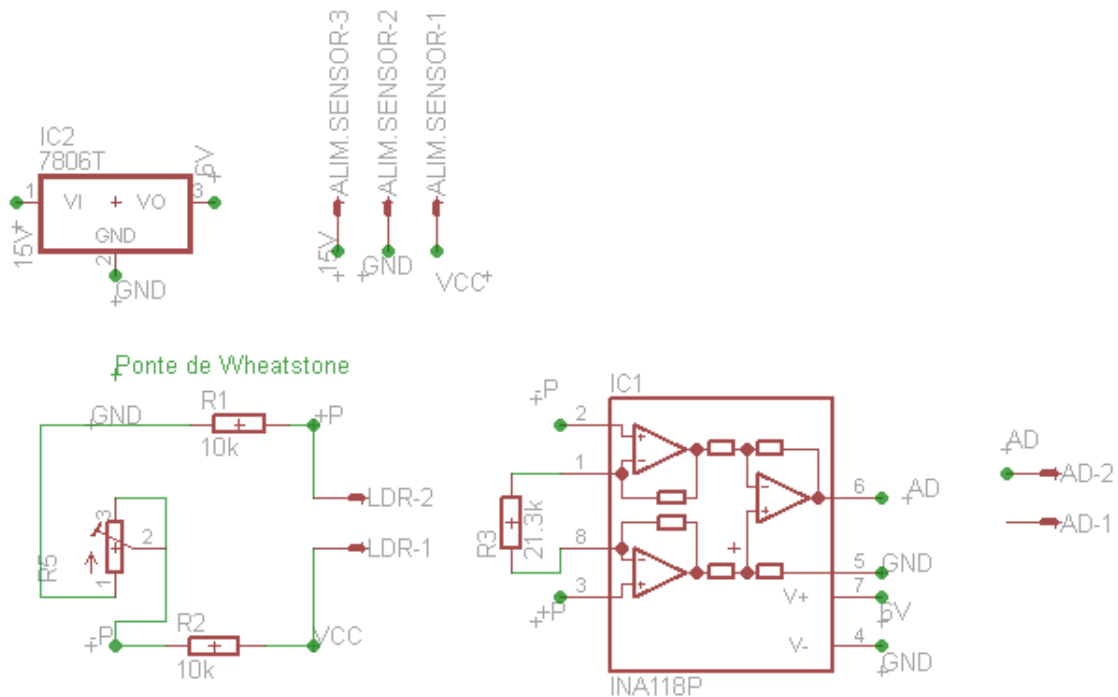 IC2
7806T
1
VI
VO
3
6V
15V
GND
2
GND
ALIM.SENSOR-3
ALIM.SENSOR-2
ALIM.SENSOR-1
15V
GND
VCC
Ponte de Wheatstone
GND
R1
10k
+P
LDR-2
LDR-1
R5
3
2
1
-P
R2
10k
VCC
-P
IC1
2
1
R3
21.3k
8
3
+P
6
AD
5
GND
V+
7
6V
V-
4
GND
INA118P
AD
AD-2
AD-1